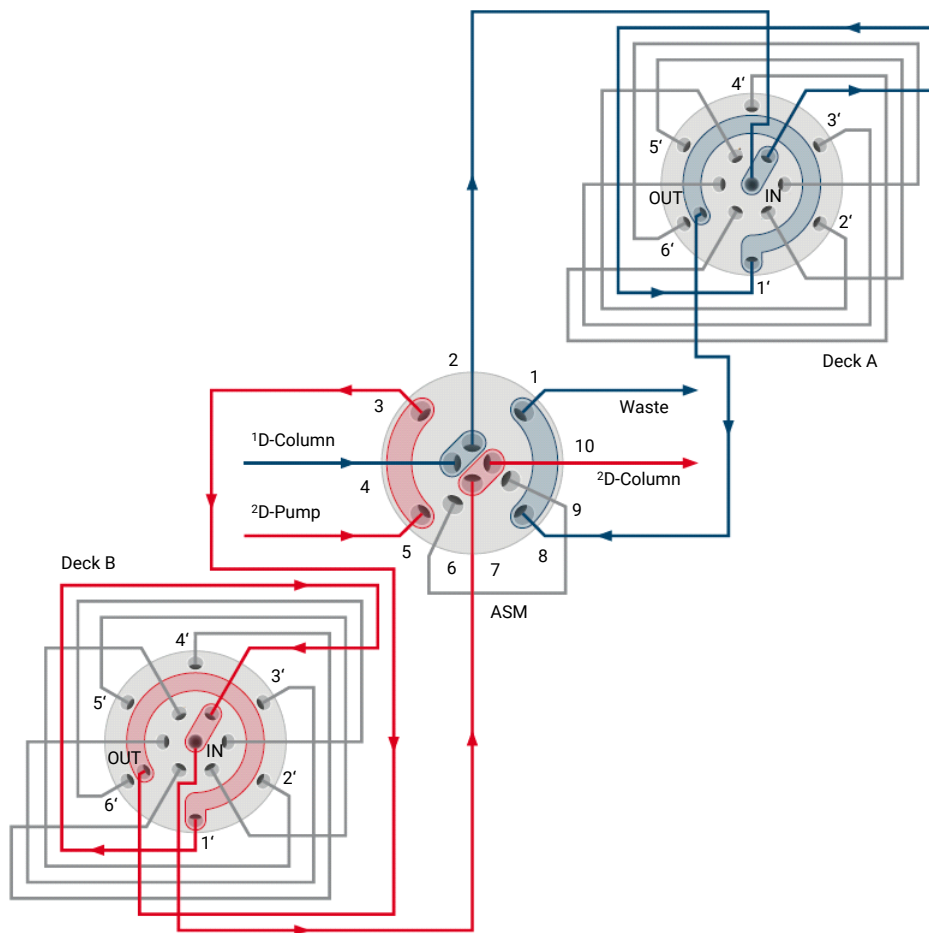 4‘
3‘
5‘
OUT
IN
2‘
6‘
1‘
Deck A
2
1
3
Waste
¹D-Column
10
4
²D-Column
²D-Pump
9
5
8
6
7
Deck B
ASM
4‘
3‘
5‘
OUT
IN
2‘
6‘
1‘